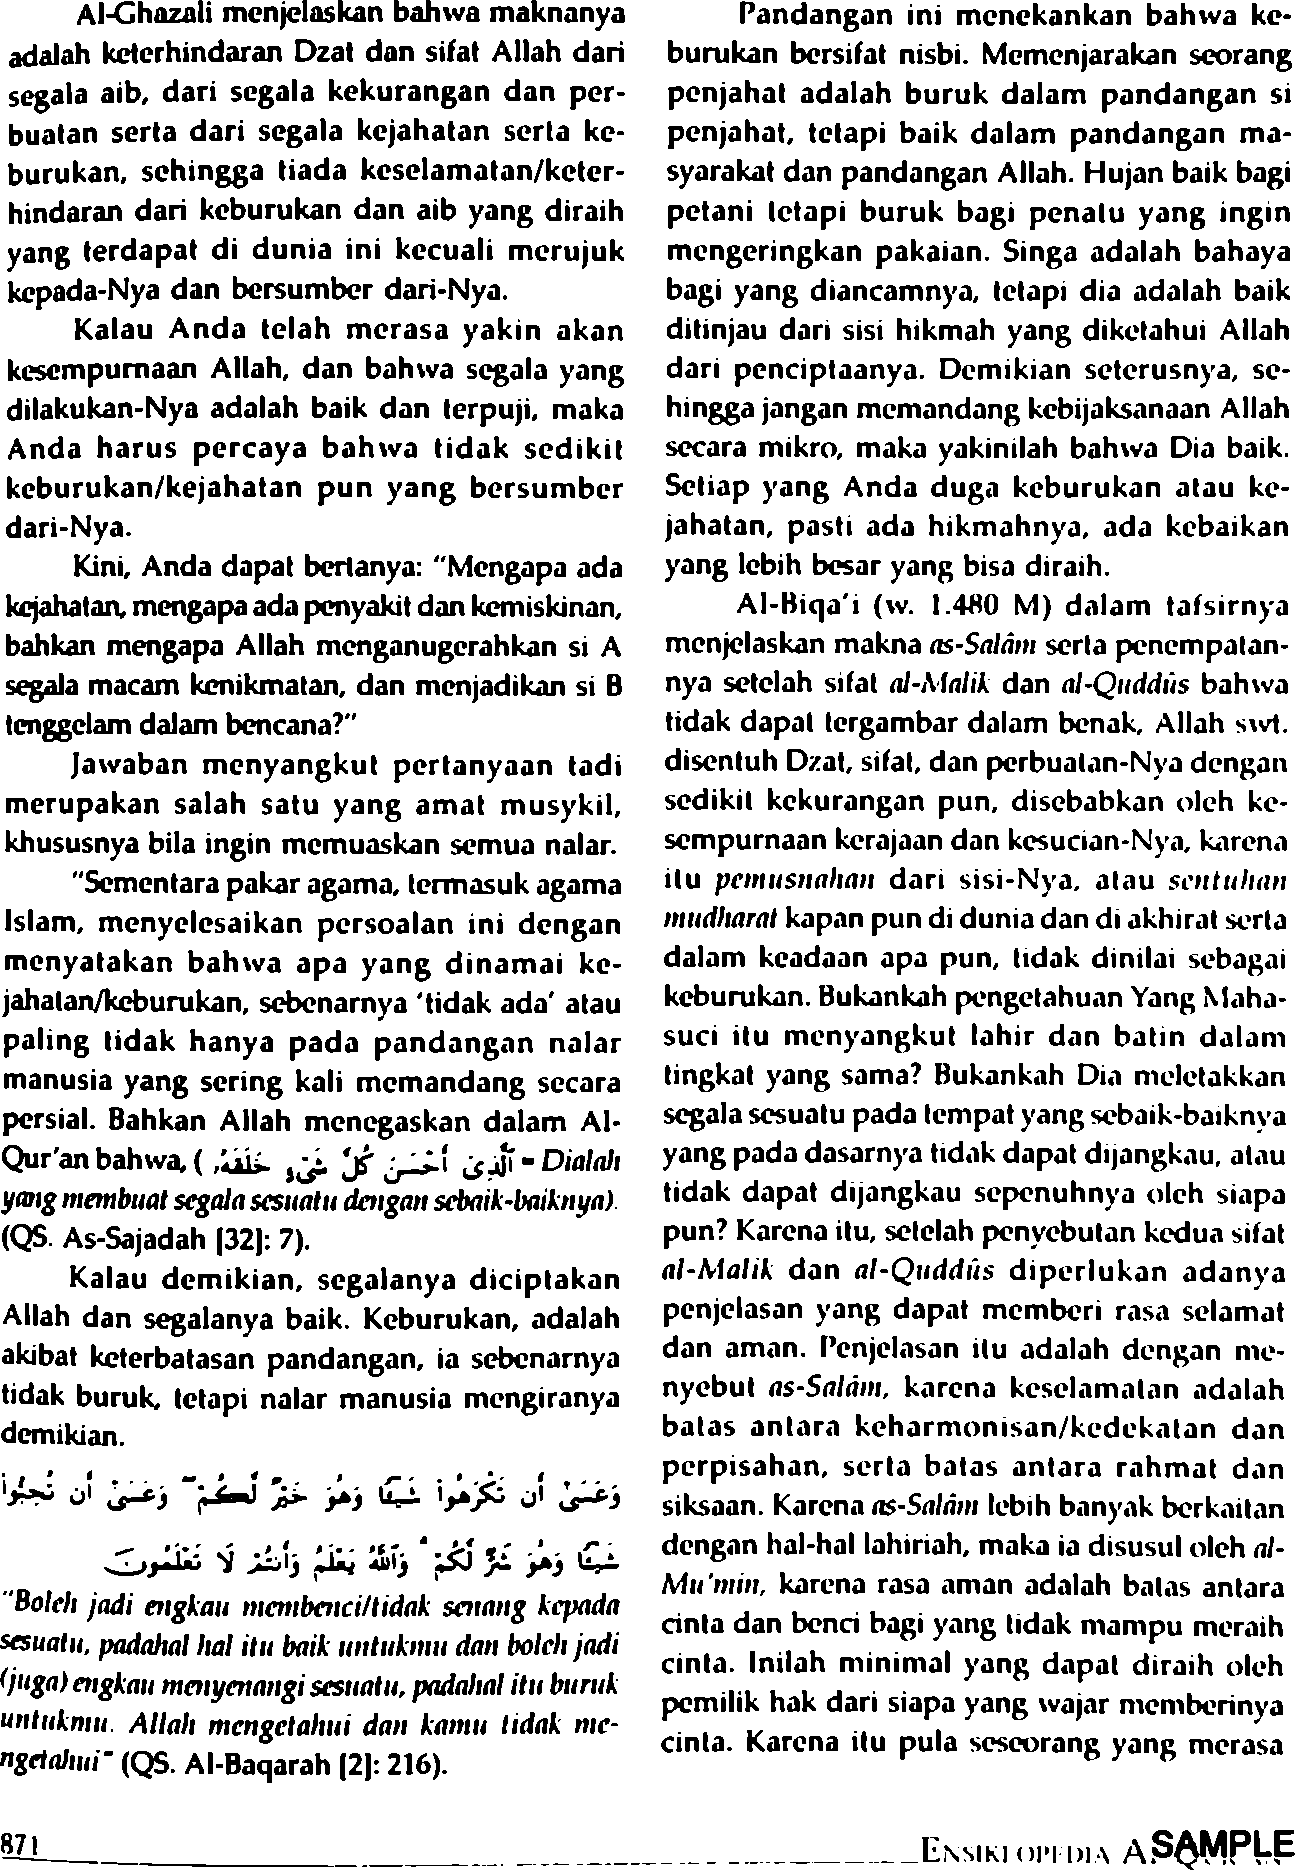 Al-Ghazali menjelaskan bahwa maknanya
adalah keterhindaran Dzat dan sifat Allah dari
segala aib, dari segala kekurangan dan per-
buatan serta dari segala kejahatan serta ke-
burukan, sehingga tiada keselamatan/keter-
hindaran dari keburukan dan aib yang diraih
yang terdapat di dunia ini kecuali merujuk
kepada-Nya dan bersumber dari-Nya.
Kalau Anda telah merasa yakin akan
kesempurnaan Allah, dan bahwa segala yang
dilakukan-Nya adalah baik dan terpuji, maka
Anda harus percaya bahwa tidak sedikit
keburukan/kejahatan pun yang bersumber
dari-Nya.
Kini, Anda dapat bertanya: "Mengapa ada
kejahatan, mengapa ada penyakit dan kemiskinan,
bahkan mengapa Allah menganugerahkan si A
segala macam kenikmatan, dan menjadikan si B
tenggelam dalam bencana?"
Jawaban menyangkut pertanyaan tadi
merupakan salah satu yang amat musykil,
khususnya bila ingin memuaskan semua nalar.
"Sementara pakar agama, termasuk agama
Islam, menyelesaikan persoalan ini dengan
menyatakan bahwa apa yang dinamai ke-
jahatan/keburukan, sebenarnya 'tidak ada' atau
paling tidak hanya pada pandangan nalar
manusia yang sering kali memandang secara
persial. Bahkan Allah menegaskan dalam Al-
Qur'an bahwa, ( ٱلَّذِىٓ أَحْسَنَ كُلَّ شَىْءٍ خَلَقَهُۥ = Dialah
yang membuat segala sesuatu dengan sebaik-baiknya).
(QS. As-Sajadah [32]: 7).
Kalau demikian, segalanya diciptakan
Allah dan segalanya baik. Keburukan, adalah
akibat keterbatasan pandangan, ia sebenarnya
tidak buruk, tetapi nalar manusia mengiranya
demikian.
وَعَسَىٰٓ أَن تَكْرَهُوا۟ شَيْـًٔا وَهُوَ خَيْرٌ لَّكُمْ ۖ وَعَسَىٰٓ أَن تُحِبُّوا۟
شَيْـًٔا وَهُوَ شَرٌّ لَّكُمْ ۗ وَٱللَّهُ يَعْلَمُ وَأَنتُمْ لَا تَعْلَمُونَ
"Boleh jadi engkau membenci/tidak senang kepada
sesuatu, padahal hal itu baik untukmu dan boleh jadi
(juga) engkau menyenangi sesuatu, padahal itu buruk
untukmu. Allah mengetahui dan kamu tidak me-
ngetahui" (QS. Al-Baqarah [2]: 216).
Pandangan ini menekankan bahwa ke-
burukan bersifat nisbi. Memenjarakan seorang
penjahat adalah buruk dalam pandangan si
penjahat, tetapi baik dalam pandangan ma-
syarakat dan pandangan Allah. Hujan baik bagi
petani tetapi buruk bagi penatu yang ingin
mengeringkan pakaian. Singa adalah bahaya
bagi yang diancamnya, tetapi dia adalah baik
ditinjau dari sisi hikmah yang diketahui Allah
dari penciptaanya. Demikian seterusnya, se-
hingga jangan memandang kebijaksanaan Allah
secara mikro, maka yakinilah bahwa Dia baik.
Setiap yang Anda duga keburukan atau ke-
jahatan, pasti ada hikmahnya, ada kebaikan
yang lebih besar yang bisa diraih.
Al-Biqa'i (w. 1.480 M) dalam tafsirnya
menjelaskan makna as-Salâm serta penempatan-
nya setelah sifat al-Malik dan al-Quddûs bahwa
tidak dapat tergambar dalam benak, Allah swt.
disentuh Dzat, sifat, dan perbuatan-Nya dengan
sedikit kekurangan pun, disebabkan oleh ke-
sempurnaan kerajaan dan kesucian-Nya, karena
itu pemusnahan dari sisi-Nya, atau sentuhan
mudharat kapan pun di dunia dan di akhirat serta
dalam keadaan apa pun, tidak dinilai sebagai
keburukan. Bukankah pengetahuan Yang Maha-
suci itu menyangkut lahir dan batin dalam
tingkat yang sama? Bukankah Dia meletakkan
segala sesuatu pada tempat yang sebaik-baiknya
yang pada dasarnya tidak dapat dijangkau, atau
tidak dapat dijangkau sepenuhnya oleh siapa
pun? Karena itu, setelah penyebutan kedua sifat
al-Malik dan al-Quddûs diperlukan adanya
penjelasan yang dapat memberi rasa selamat
dan aman. Penjelasan itu adalah dengan me-
nyebut as-Salâm, karena keselamatan adalah
batas antara keharmonisan/kedekatan dan
perpisahan, serta batas antara rahmat dan
siksaan. Karena as-Salâm lebih banyak berkaitan
dengan hal-hal lahiriah, maka ia disusul oleh al-
Mu'min, karena rasa aman adalah batas antara
cinta dan benci bagi yang tidak mampu meraih
cinta. Inilah minimal yang dapat diraih oleh
pemilik hak dari siapa yang wajar memberinya
cinta. Karena itu pula seseorang yang merasa
871
ENSIKLOPEDIA
SAMPLE